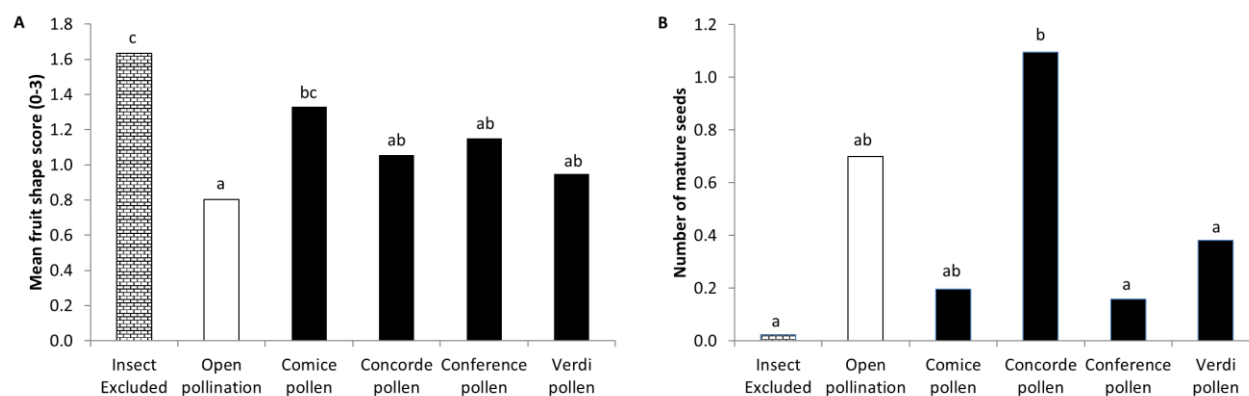 A
Mean fruit shape score (0-3)
1.8
1.6
1.4
1.2
1.0
0.8
0.6
0.4
0.2
0.0
c
a
bc
ab
ab
ab
Insect Open Comice Concorde Conference Verdi
Excluded pollination pollen pollen pollen pollen
B
Number of mature seeds
1.2
1.0
0.8
0.6
0.4
0.2
0.0
a
ab
ab
b
a
a
Insect Open Comice Concorde Conference Verdi
Excluded pollination pollen pollen pollen pollen